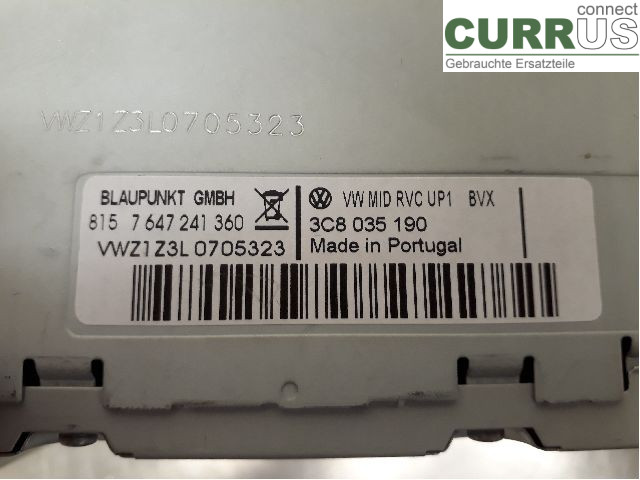 connect
CURRUS
Gebrauchte Ersatzteile
VWZ1Z3L0705323
BLAUPUNKT GMBH
815 7 647 241 360
VWZ1Z3L 0705323
VW MID RVC UP1 BVX
3C8 035 190
Made in Portugal